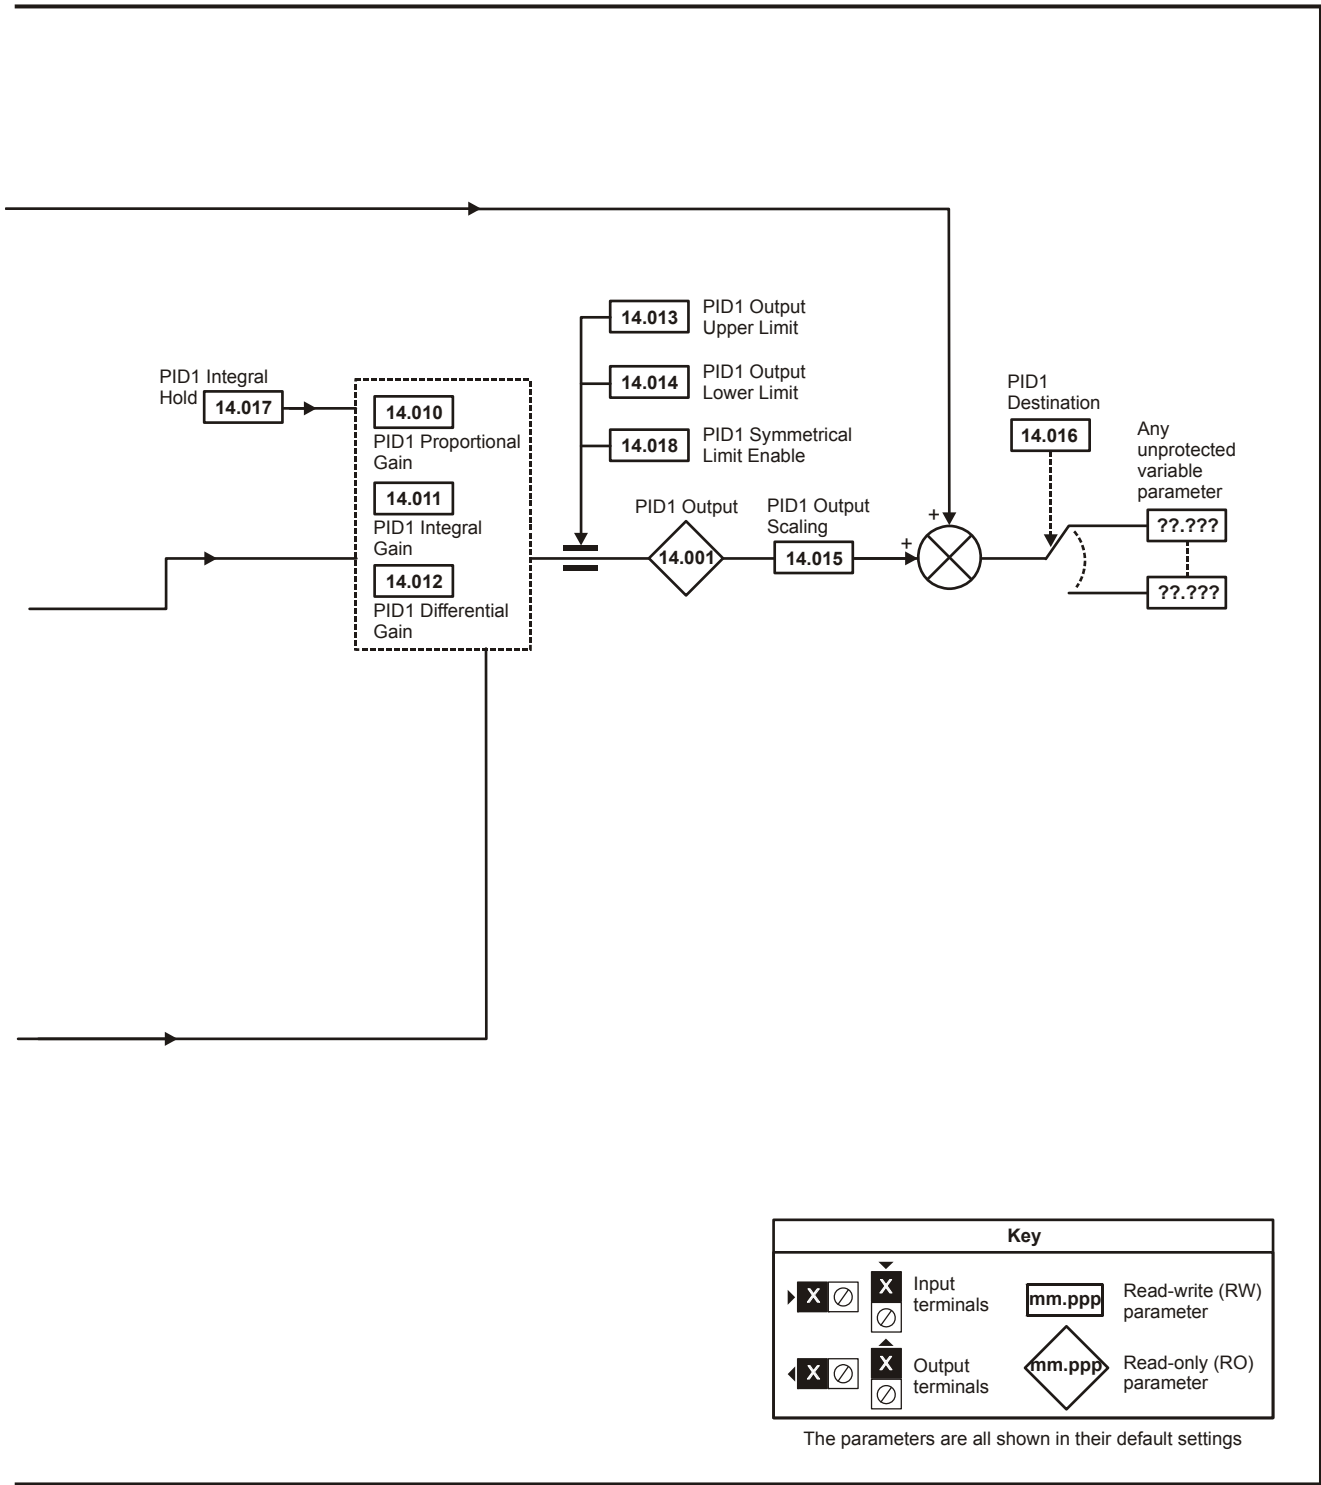 PID1 Integral
Hold
14.017
14.010
PID1 Proportional
Gain
14.011
PID1 Integral
Gain
14.012
PID1 Differential
Gain
14.013
PID1 Output
Upper Limit
14.014
PID1 Output
Lower Limit
14.018
PID1 Symmetrical
Limit Enable
PID1 Output
14.001
PID1 Output
Scaling
14.015
+
+
PID1
Destination
14.016
Any
unprotected
variable
parameter
??.???
??.???
Key
X
X
Input
terminals
mm.ppp
Read-write (RW)
parameter
X
X
Output
terminals
mm.ppp
Read-only (RO)
parameter
The parameters are all shown in their default settings